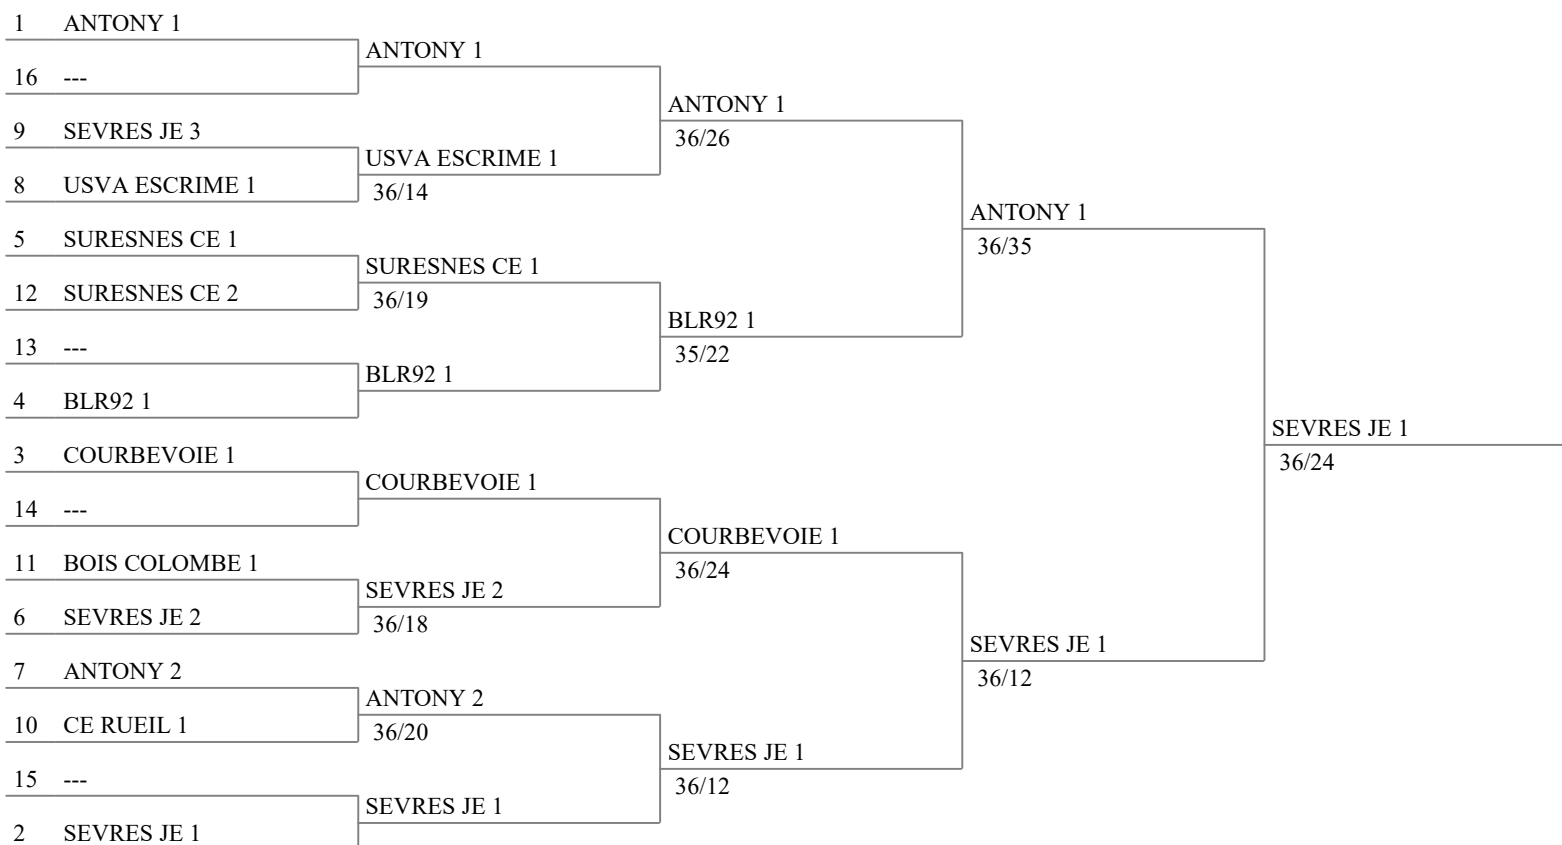 1 ANTONY 1
ANTONY 1
16 ---
ANTONY 1
36/26
9 SEVRES JE 3
USVA ESCRIME 1
36/14
8 USVA ESCRIME 1
ANTONY 1
36/35
5 SURESNES CE 1
SURESNES CE 1
36/19
12 SURESNES CE 2
BLR92 1
35/22
13 ---
BLR92 1
4 BLR92 1
SEVRES JE 1
36/24
3 COURBEVOIE 1
COURBEVOIE 1
14 ---
COURBEVOIE 1
36/24
11 BOIS COLOMBE 1
SEVRES JE 2
36/18
6 SEVRES JE 2
SEVRES JE 1
36/12
7 ANTONY 2
ANTONY 2
36/20
10 CE RUEIL 1
SEVRES JE 1
36/12
15 ---
SEVRES JE 1
2 SEVRES JE 1